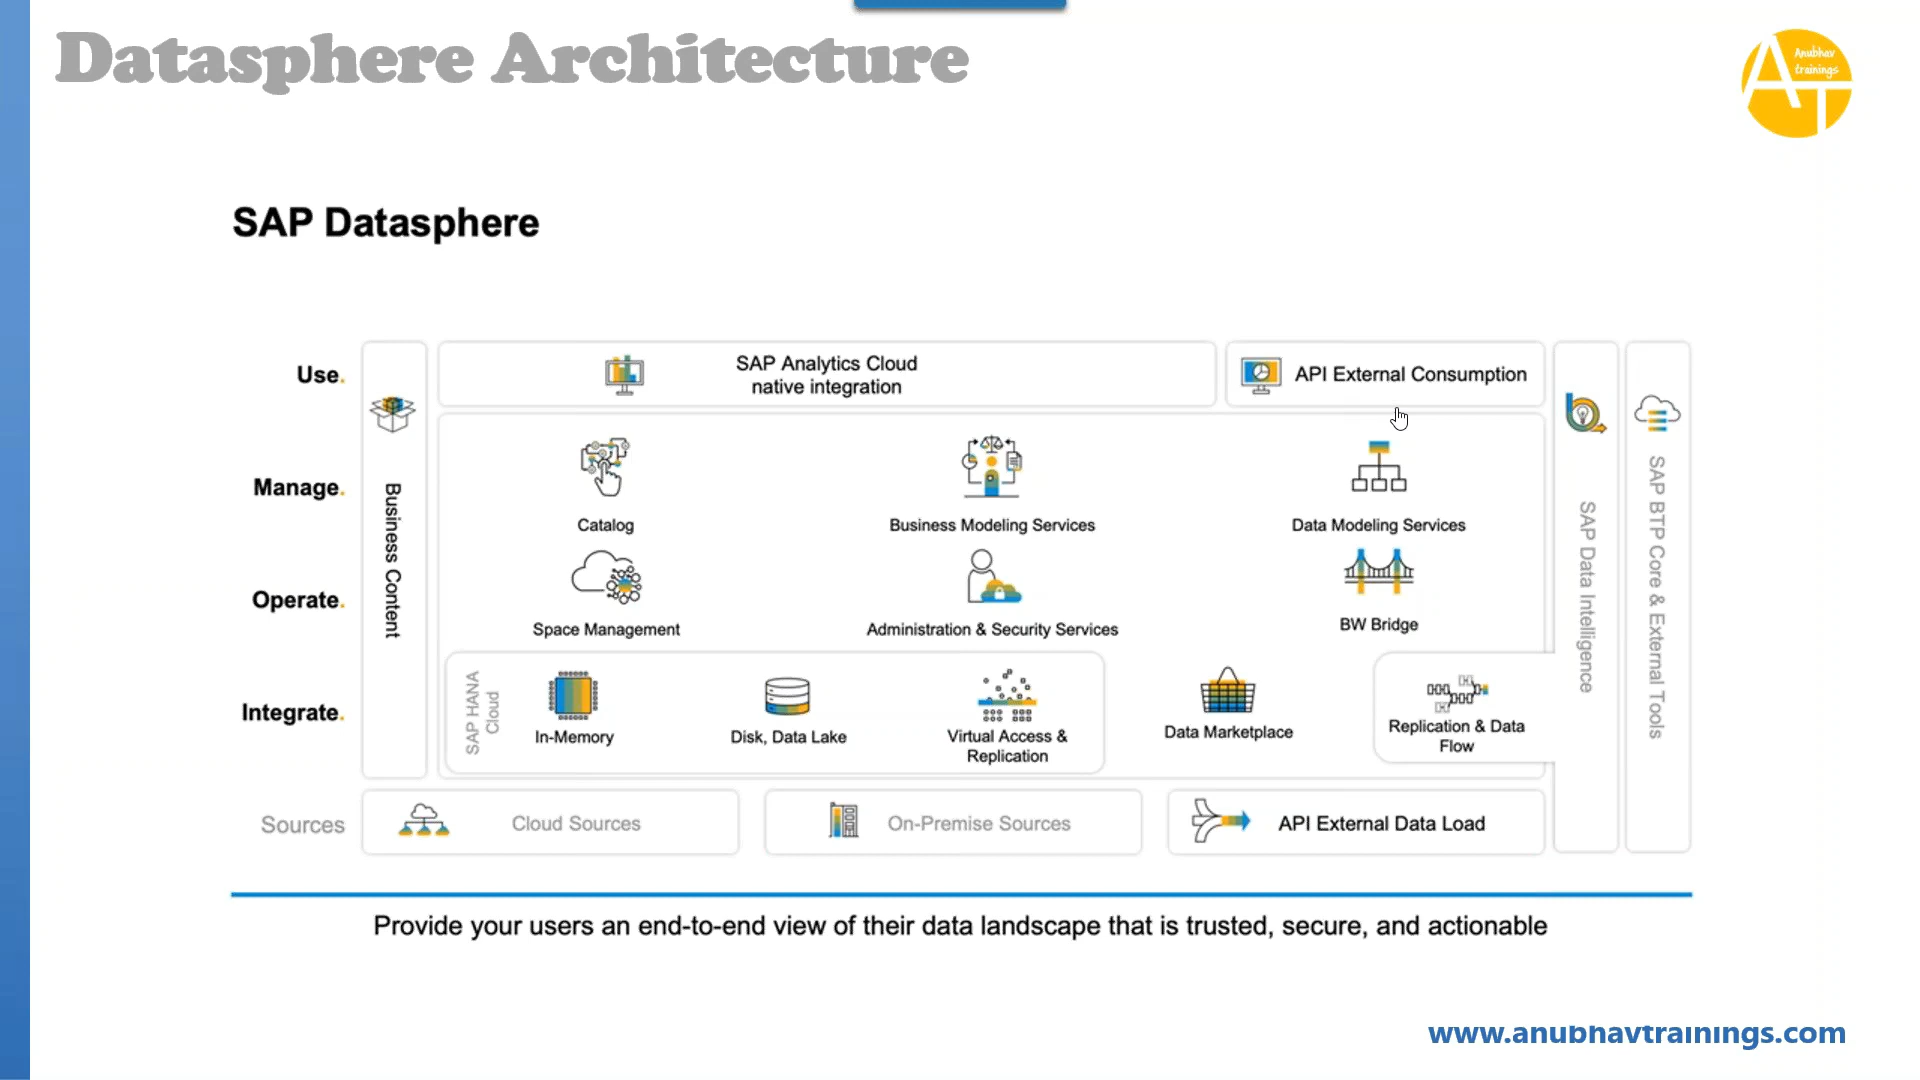 Datasphere Architecture
Anubhav
trainings
AT
SAP Datasphere
Use.
SAP Analytics Cloud
native integration
API External Consumption
Manage.
Catalog
Business Modeling Services
Data Modeling Services
Operate.
Space Management
Administration & Security Services
BW Bridge
Integrate.
SAP HANA
Cloud
In-Memory
Disk, Data Lake
Virtual Access &
Replication
Data Marketplace
Replication & Data
Flow
Business Content
SAP Data Intelligence
SAP BTP Core & External Tools
Sources
Cloud Sources
On-Premise Sources
API External Data Load
Provide your users an end-to-end view of their data landscape that is trusted, secure, and actionable
www.anubhavtrainings.com